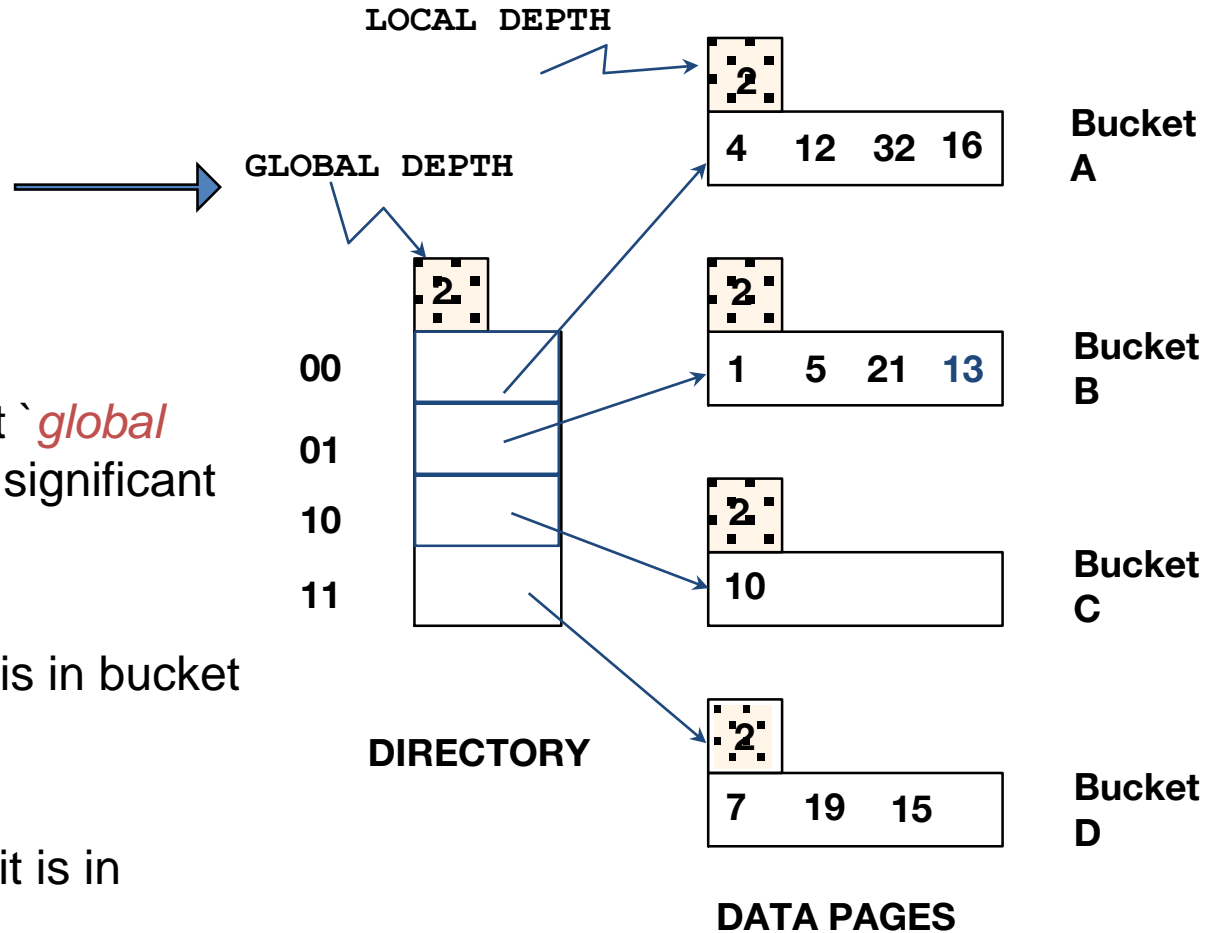 LOCAL DEPTH
2
4 12 32 16
Bucket
A
GLOBAL DEPTH
2
00
01
10
11
2
1 5 21 13
Bucket
B
t `global
significant
2
10
Bucket
C
is in bucket
DIRECTORY
2
7 19 15
Bucket
D
it is in
DATA PAGES